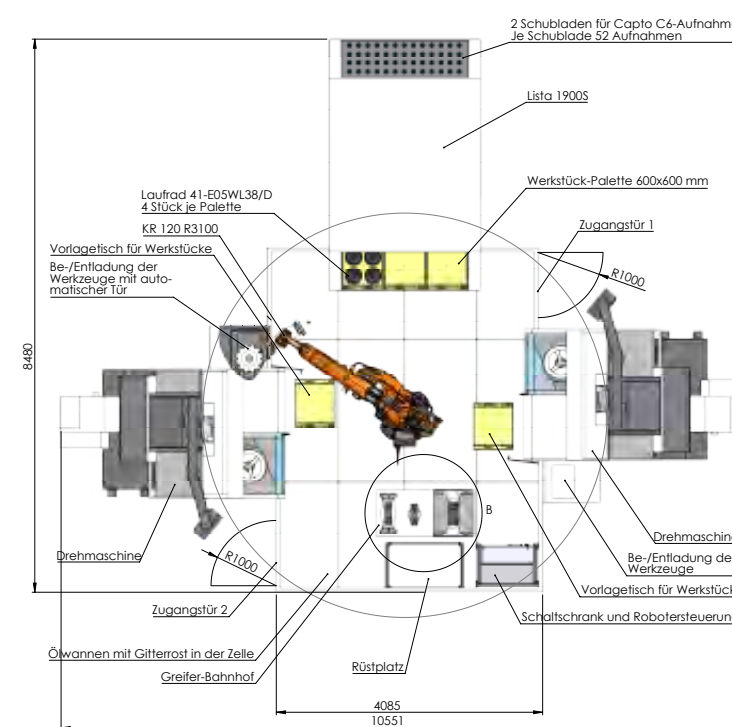 2 Schubladen für Capto C6-Aufnahm
Je Schublade 52 Aufnahmen
Lista 1900S
Werkstück-Palette 600x600 mm
Laufrad 41-E05WL38/D
4 Stück je Palette
KR 120 R3100
Zugangstür 1
Vorlagetisch für Werkstücke
Be-/Entladung der
Werkzeuge mit auto-
matischer Tür
R1000
8480
B
Drehmaschine
Drehmaschine
R1000
Be-/Entladung de
Werkzeuge
Vorlagetisch für Werkstück
Zugangstür 2
Schaltschrank und Robotersteuerun
Ölwannen mit Gitterrost in der Zelle
Rüstplatz
Greifer-Bahnhof
4085
10551